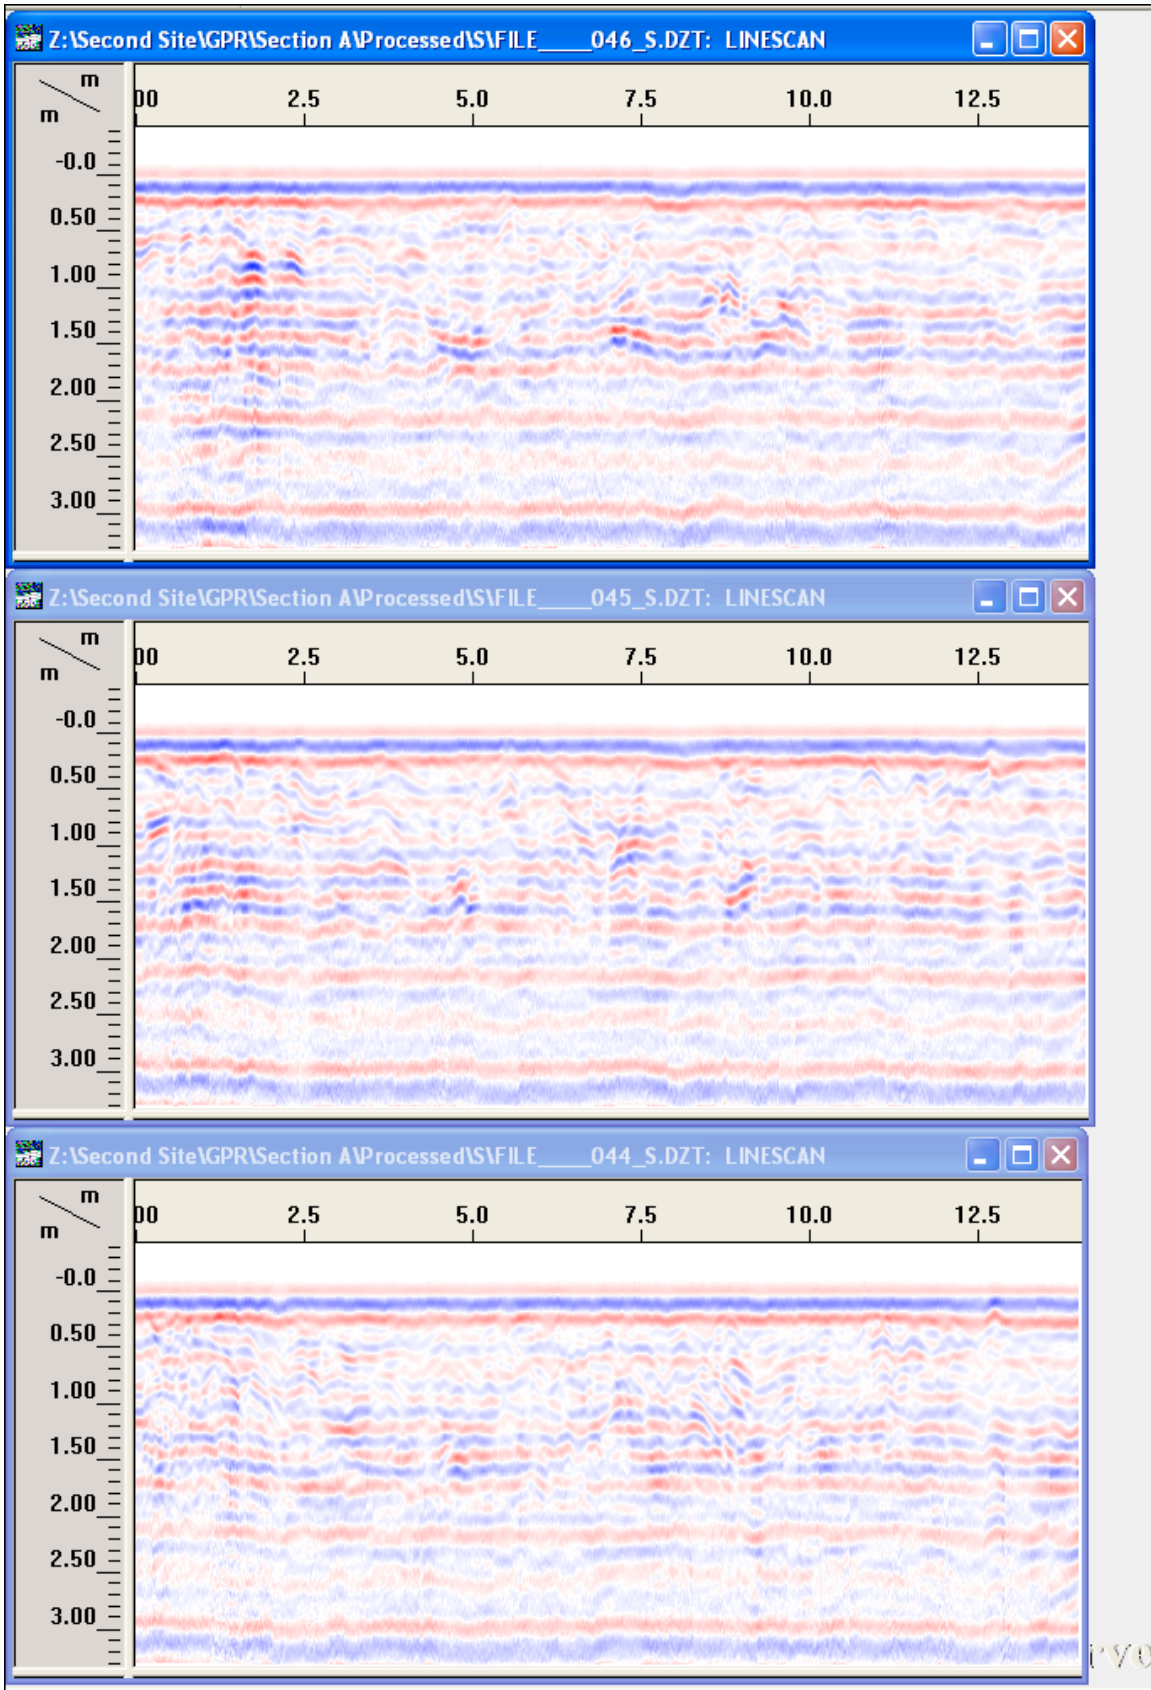 Z:\Second Site\GPR\Section A\Processed\S\FILE____046_S.DZT: LINESCAN
m
m
00 2.5 5.0 7.5 10.0 12.5
-0.0
0.50
1.00
1.50
2.00
2.50
3.00
Z:\Second Site\GPR\Section A\Processed\S\FILE____045_S.DZT: LINESCAN
m
m
00 2.5 5.0 7.5 10.0 12.5
-0.0
0.50
1.00
1.50
2.00
2.50
3.00
Z:\Second Site\GPR\Section A\Processed\S\FILE____044_S.DZT: LINESCAN
m
m
00 2.5 5.0 7.5 10.0 12.5
-0.0
0.50
1.00
1.50
2.00
2.50
3.00